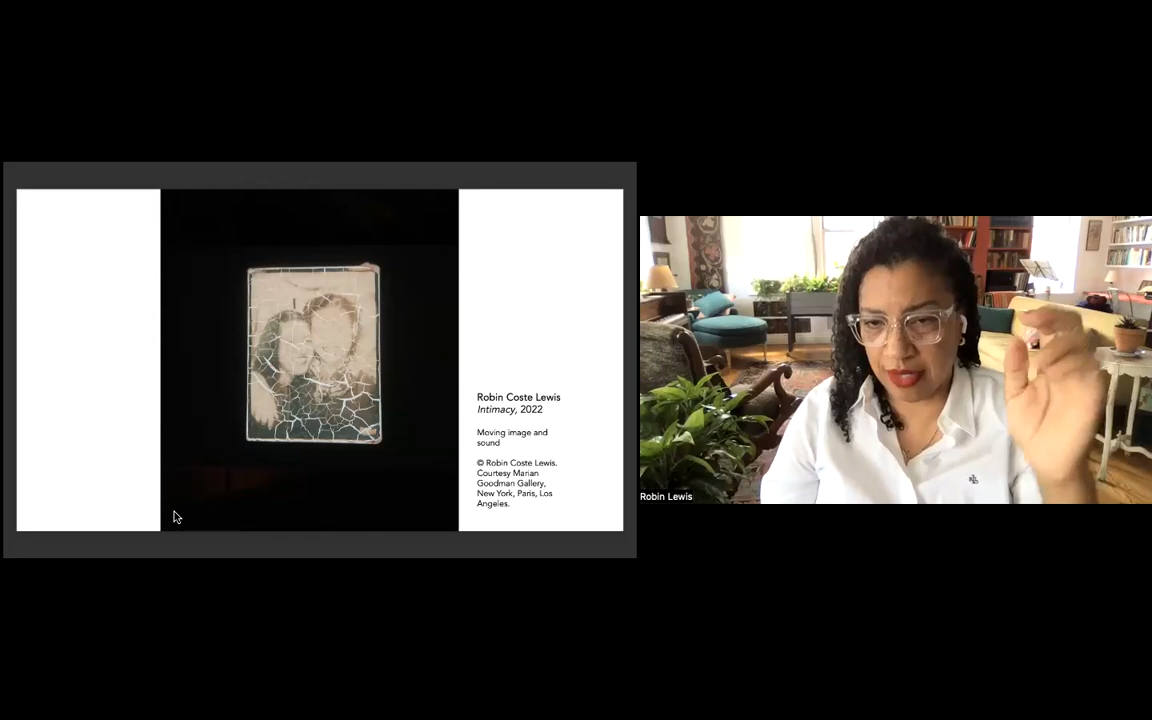 Robin Coste Lewis
Intimacy, 2022
Moving image and
sound
© Robin Coste Lewis.
Courtesy Marian
Goodman Gallery,
New York, Paris, Los
Angeles.
Robin Lewis